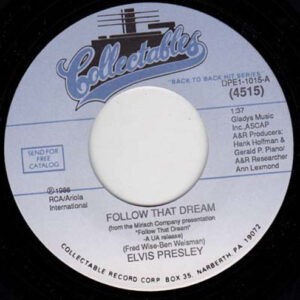 Collectables
"BACK TO BACK HIT SERIES"
DPE1-1015-A
(4515)
1:37
Gladys Music
Inc., ASCAP
A&R Producers:
Hank Hoffman &
Gerald P. Piano/
A&R Researcher
Ann Lexmond
SEND FOR
FREE
CATALOG
℗1986
RCA/Ariola
International
FOLLOW THAT DREAM
(from the Mirisch Company presentation
"Follow That Dream"
-A UA release)
(Fred Wise-Ben Weisman)
ELVIS PRESLEY
COLLECTABLE RECORD CORP BOX 35, NARBERTH, PA 19072